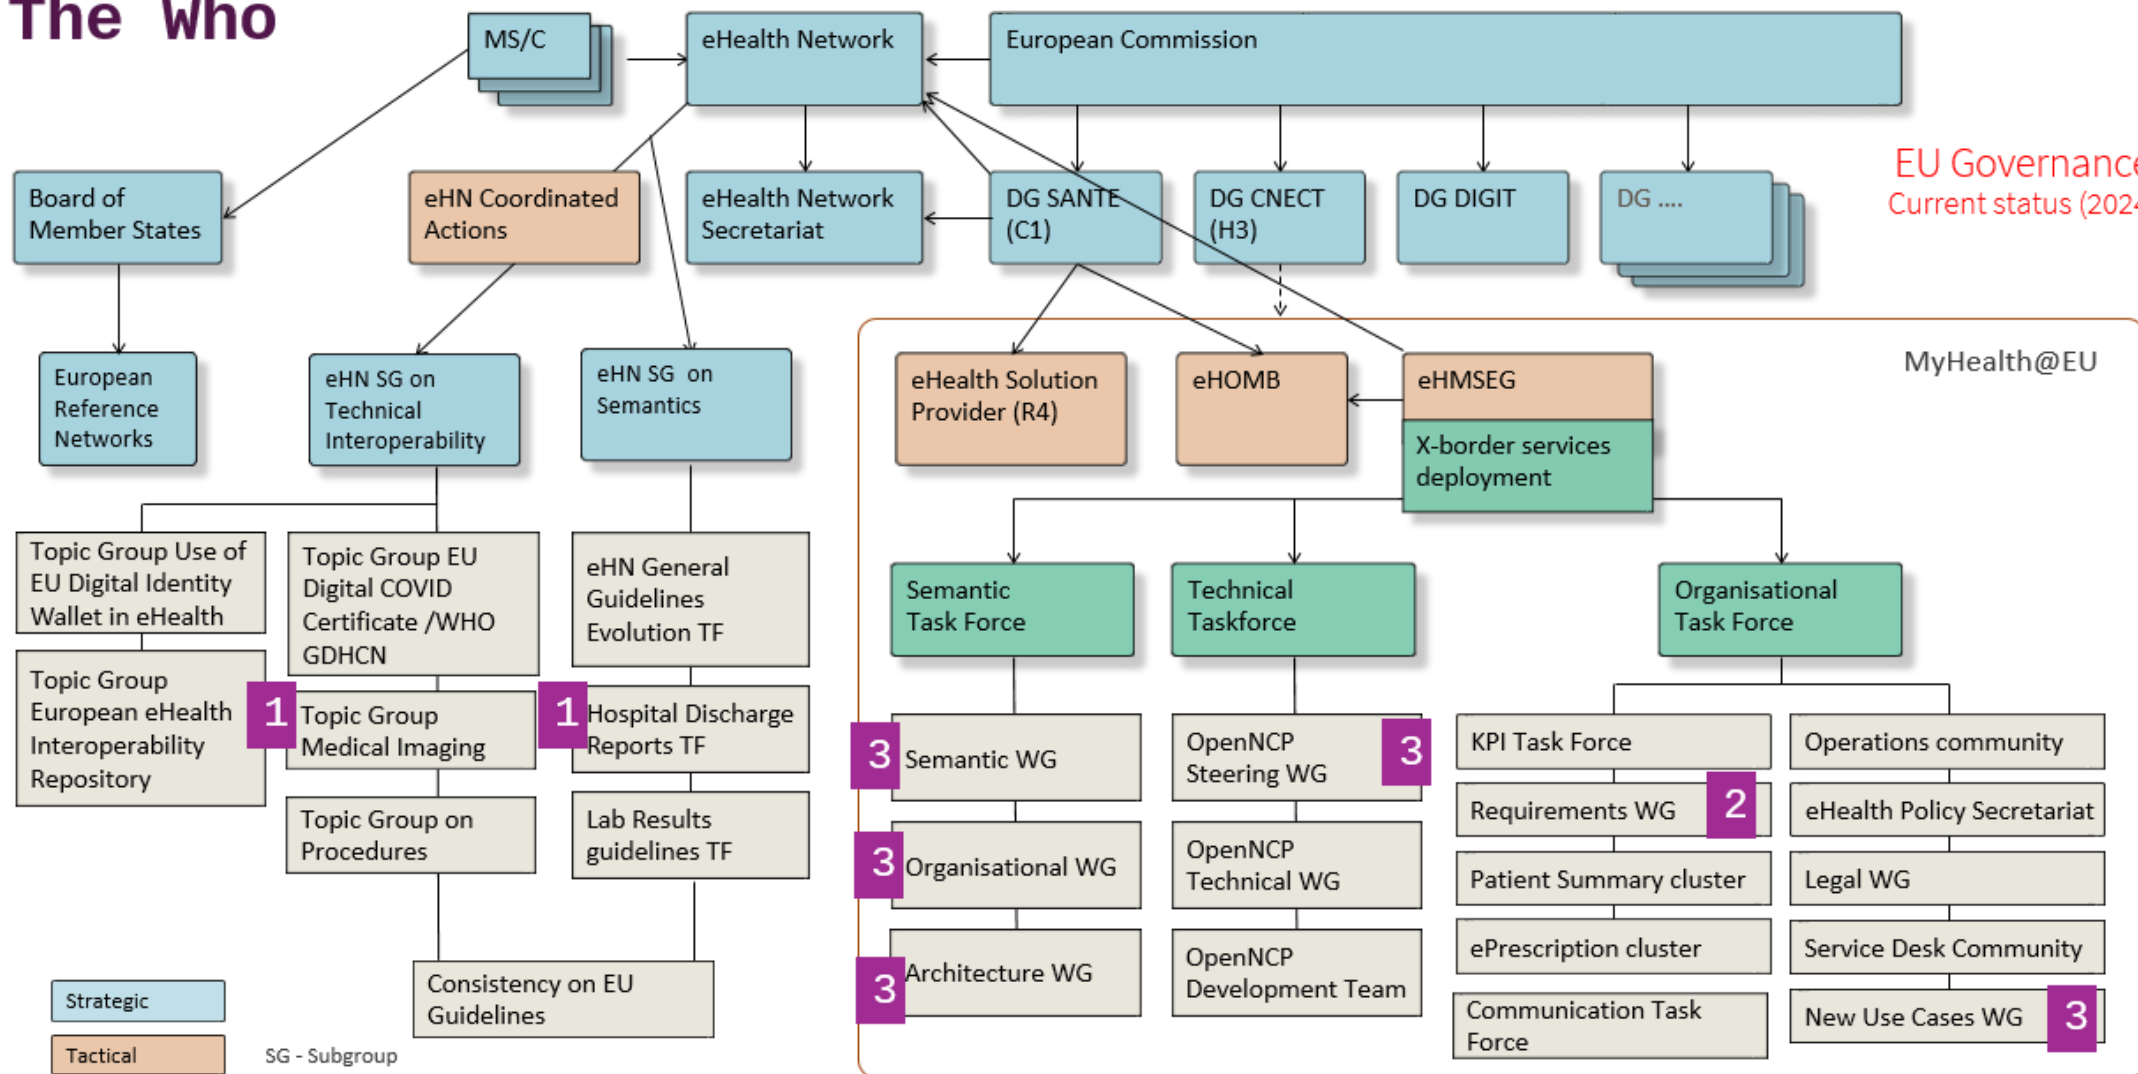 The Who
MS/C
eHealth Network
European Commission
EU Governance
Current status (2024
Board of
Member States
eHN Coordinated
Actions
eHealth Network
Secretariat
DG SANTE
(C1)
DG CNECT
(H3)
DG DIGIT
DG ....
MyHealth@EU
European
Reference
Networks
eHN SG on
Technical
Interoperability
eHN SG on
Semantics
eHealth Solution
Provider (R4)
eHOMB
eHMSEG
X-border services
deployment
Topic Group Use of
EU Digital Identity
Wallet in eHealth
Topic Group EU
Digital COVID
Certificate /WHO
GDHCN
eHN General
Guidelines
Evolution TF
Semantic
Task Force
Technical
Taskforce
Organisational
Task Force
Topic Group
European eHealth
Interoperability
Repository
1
Topic Group
Medical Imaging
1
Hospital Discharge
Reports TF
Topic Group on
Procedures
Lab Results
guidelines TF
Consistency on EU
Guidelines
3
Semantic WG
3
Organisational WG
3
Architecture WG
OpenNCP
Steering WG
3
OpenNCP
Technical WG
OpenNCP
Development Team
KPI Task Force
Requirements WG
2
Patient Summary cluster
ePrescription cluster
Communication Task
Force
Operations community
eHealth Policy Secretariat
Legal WG
Service Desk Community
New Use Cases WG
3
Strategic
Tactical
SG - Subgroup